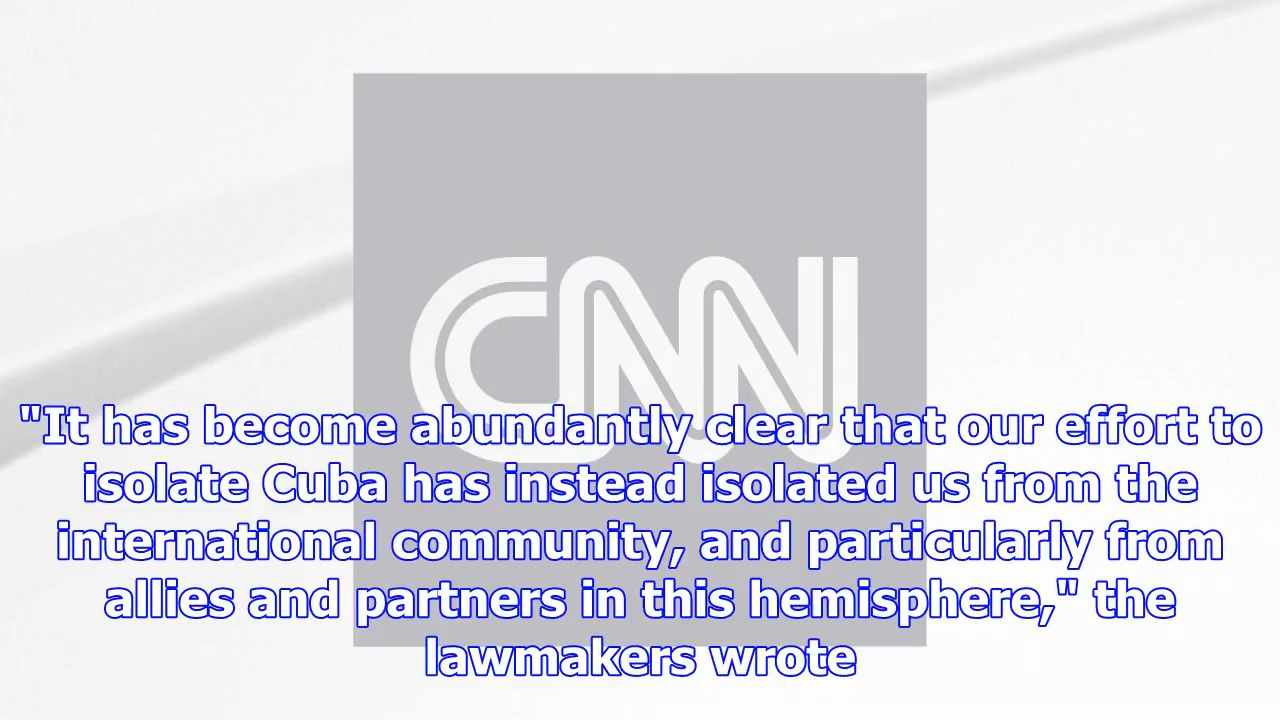 CNN
"It has become abundantly clear that our effort to
isolate Cuba has instead isolated us from the
international community, and particularly from
allies and partners in this hemisphere," the
lawmakers wrote